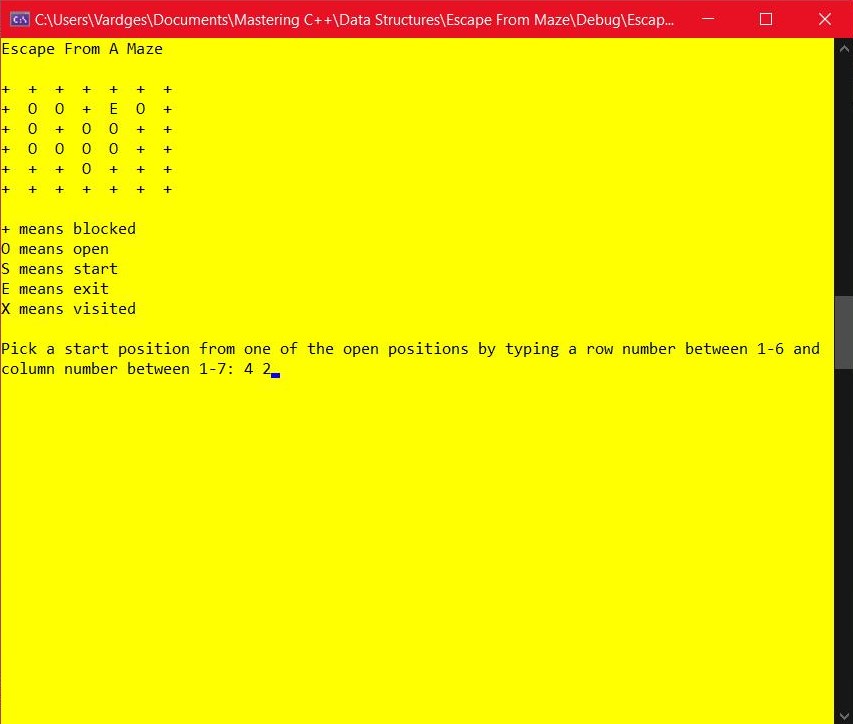 C:\Users\Vardges\Documents\Mastering C++\Data Structures\Escape From Maze\Debug\Escap...
Escape From A Maze
+  +  +  +  +  +  +
+  O  O  +  E  O  +
+  O  +  O  O  +  +
+  O  O  O  O  +  +
+  +  +  O  +  +  +
+  +  +  +  +  +  +
+ means blocked
O means open
S means start
E means exit
X means visited
Pick a start position from one of the open positions by typing a row number between 1-6 and
column number between 1-7: 4 2